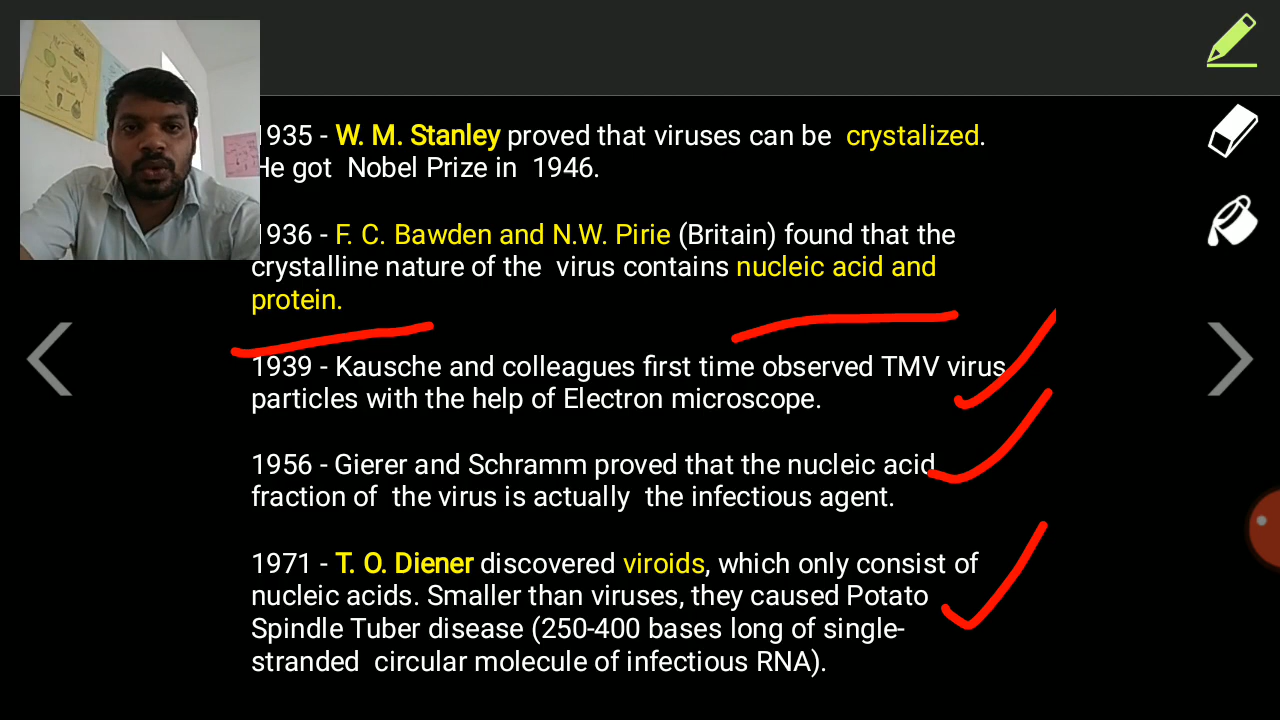 1935 - W. M. Stanley proved that viruses can be crystalized.
He got Nobel Prize in 1946.
1936 - F. C. Bawden and N.W. Pirie (Britain) found that the
crystalline nature of the virus contains nucleic acid and
protein.
1939 - Kausche and colleagues first time observed TMV virus
particles with the help of Electron microscope.
1956 - Gierer and Schramm proved that the nucleic acid
fraction of the virus is actually the infectious agent.
1971 - T. O. Diener discovered viroids, which only consist of
nucleic acids. Smaller than viruses, they caused Potato
Spindle Tuber disease (250-400 bases long of single-
stranded circular molecule of infectious RNA).